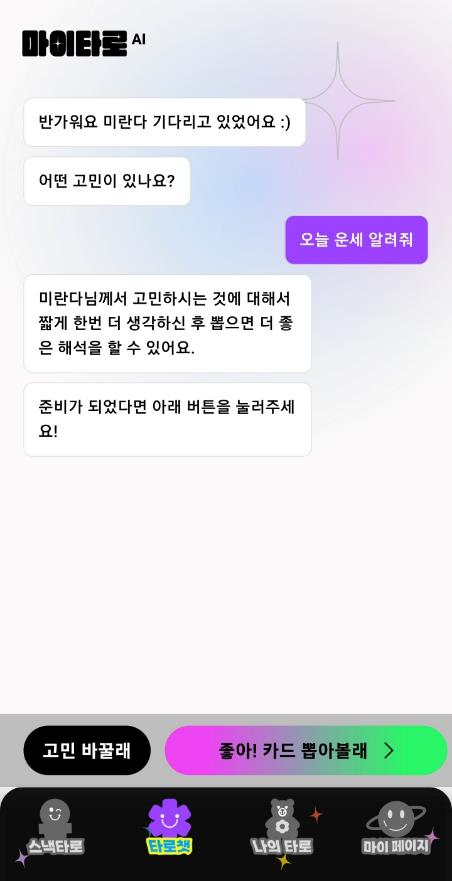 마이타로 AI
반가워요 미란다 기다리고 있었어요 :)
어떤 고민이 있나요?
오늘 운세 알려줘
미란다님께서 고민하시는 것에 대해서
짧게 한번 더 생각하신 후 뽑으면 더 좋
은 해석을 할 수 있어요.
준비가 되었다면 아래 버튼을 눌러주세
요!
고민 바꿀래
좋아! 카드 뽑아볼래
스낵타로
타로챗
나의 타로
마이 페이지